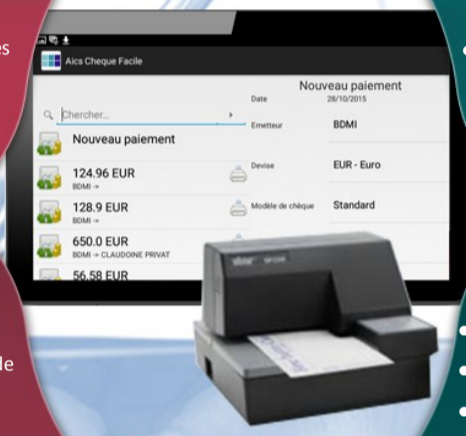 es
Aics Cheque Facile
Chercher...
Nouveau paiement
124.96 EUR
BDMI ->
128.9 EUR
BDMI ->
650.0 EUR
BDMI -> CLAUDOINE PRIVAT
56.58 EUR
Nouveau paiement
Date
28/10/2015
Emetteur
BDMI
Devise
EUR - Euro
Modèle de chèque
Standard
star
de